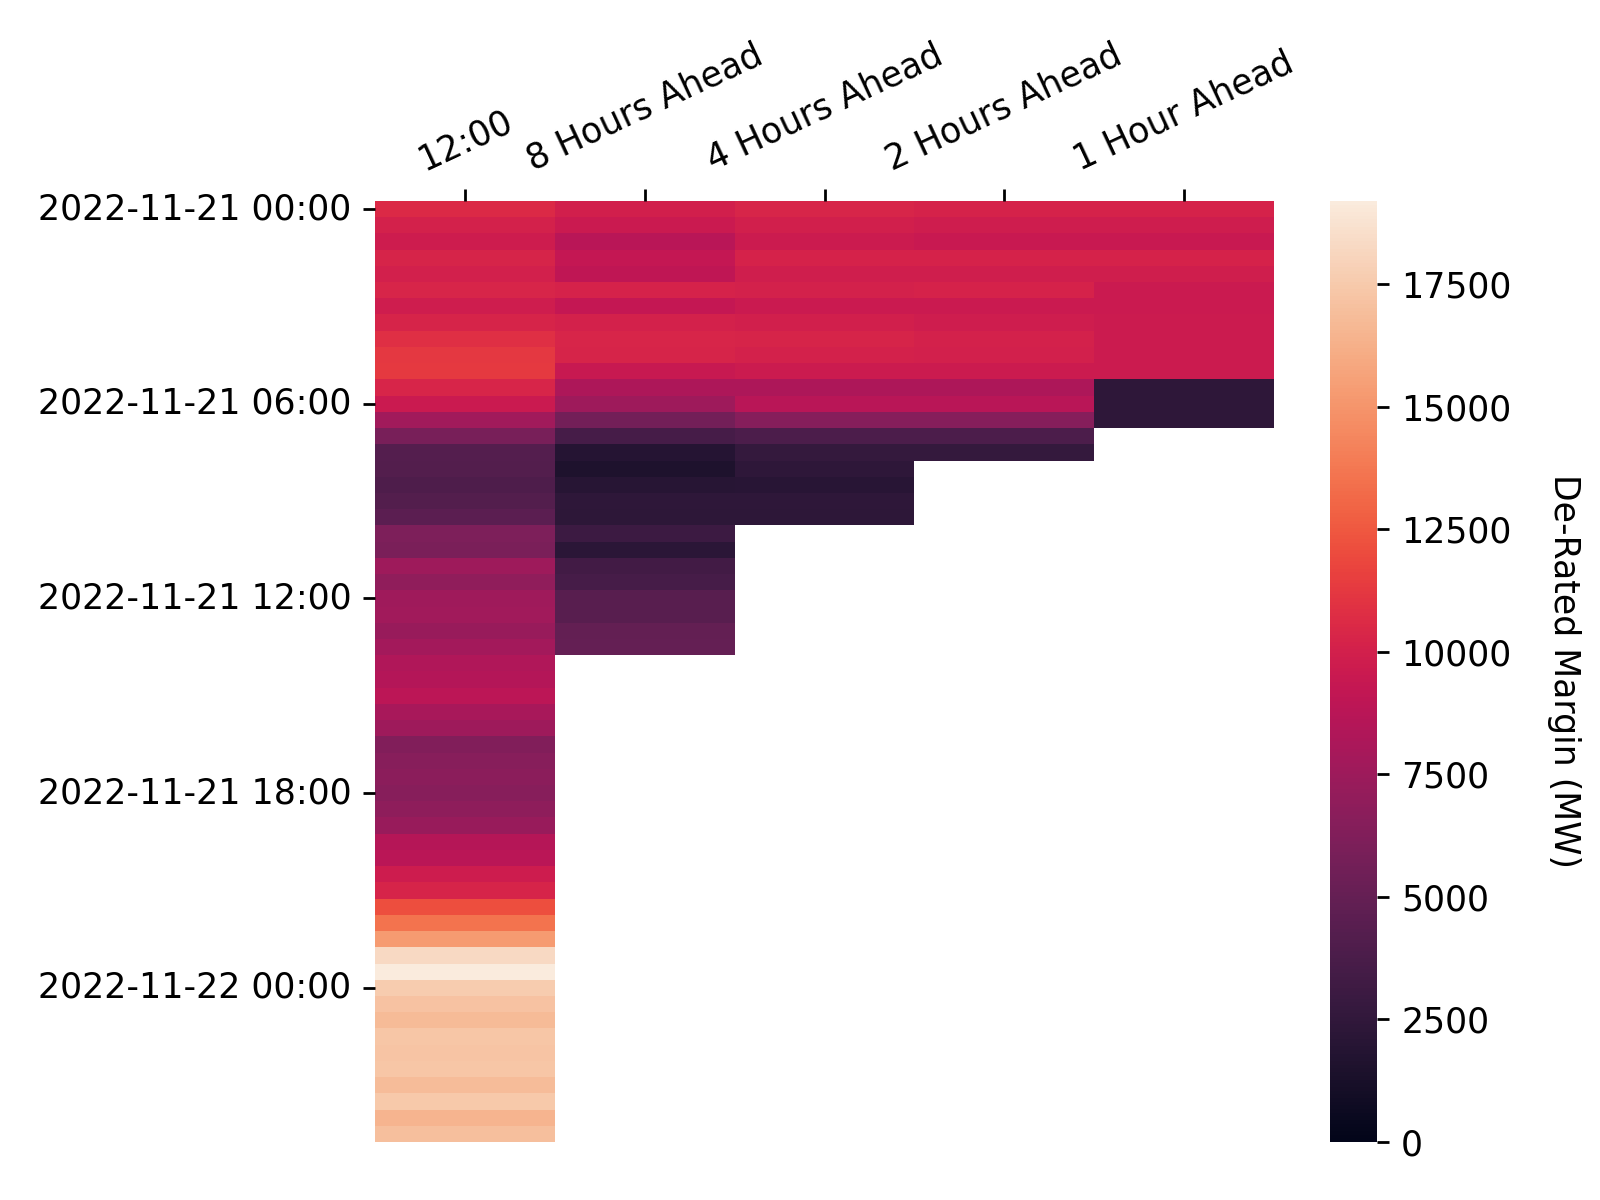 12:00
8 Hours Ahead
4 Hours Ahead
2 Hours Ahead
1 Hour Ahead
2022-11-21 00:00
2022-11-21 06:00
2022-11-21 12:00
2022-11-21 18:00
2022-11-22 00:00
17500
15000
12500
10000
7500
5000
2500
0
De-Rated Margin (MW)